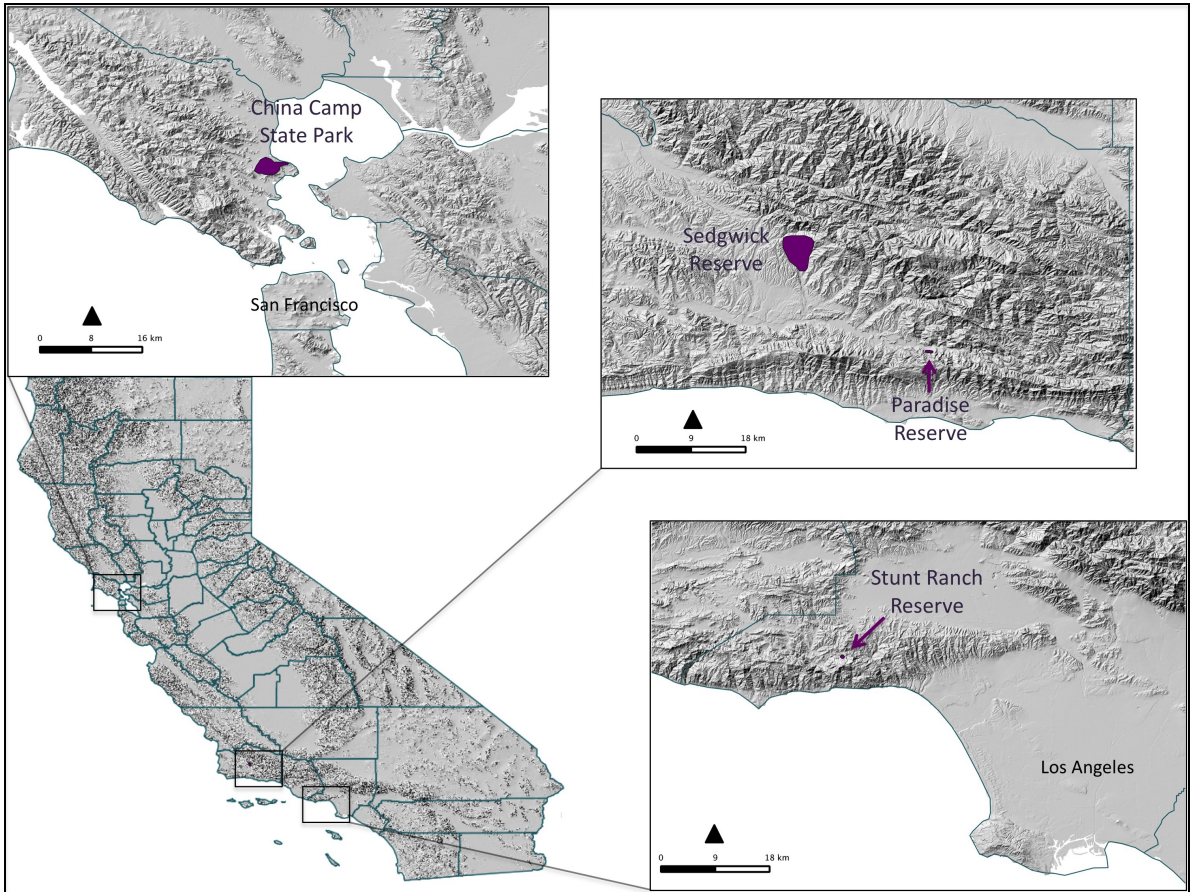 China Camp
State Park
San Francisco
0 8 16 km
Sedgwick
Reserve
Paradise
Reserve
0 9 18 km
Stunt Ranch
Reserve
Los Angeles
0 9 18 km